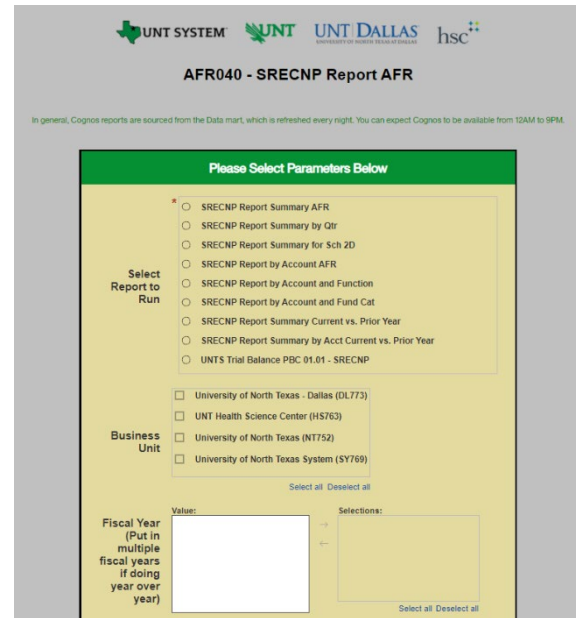 UNT SYSTEM™ UNT UNT DALLAS hsc
UNIVERSITY OF NORTH TEXAS AT DALLAS
AFR040 - SRECNP Report AFR
In general, Cognos reports are sourced from the Data mart, which is refreshed every night. You can expect Cognos to be available from 12AM to 9PM.
Please Select Parameters Below
Select Report to Run
*
SRECNP Report Summary AFR
SRECNP Report Summary by Qtr
SRECNP Report Summary for Sch 2D
SRECNP Report by Account AFR
SRECNP Report by Account and Function
SRECNP Report by Account and Fund Cat
SRECNP Report Summary Current vs. Prior Year
SRECNP Report Summary by Acct Current vs. Prior Year
UNTS Trial Balance PBC 01.01 - SRECNP
Business
Unit
University of North Texas - Dallas (DL773)
UNT Health Science Center (HS763)
University of North Texas (NT752)
University of North Texas System (SY769)
Select all Deselect all
Fiscal Year
(Put in
multiple
fiscal years
if doing
year over
year)
Value:
Selections:
Select all Deselect all